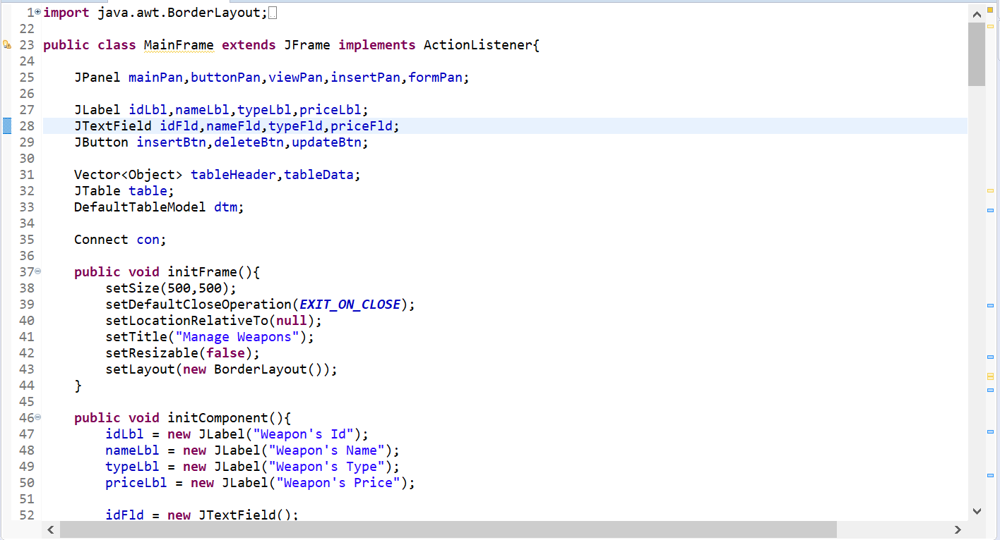 1 import java.awt.BorderLayout;
22
23 public class MainFrame extends JFrame implements ActionListener{
24
25     JPanel mainPan,buttonPan,viewPan,insertPan,formPan;
26
27     JLabel idLbl,nameLbl,typeLbl,priceLbl;
28     JTextField idFld,nameFld,typeFld,priceFld;
29     JButton insertBtn,deleteBtn,updateBtn;
30
31     Vector<Object> tableHeader,tableData;
32     JTable table;
33     DefaultTableModel dtm;
34
35     Connect con;
36
37     public void initFrame(){
38         setSize(500,500);
39         setDefaultCloseOperation(EXIT_ON_CLOSE);
40         setLocationRelativeTo(null);
41         setTitle("Manage Weapons");
42         setResizable(false);
43         setLayout(new BorderLayout());
44     }
45
46     public void initComponent(){
47         idLbl = new JLabel("Weapon's Id");
48         nameLbl = new JLabel("Weapon's Name");
49         typeLbl = new JLabel("Weapon's Type");
50         priceLbl = new JLabel("Weapon's Price");
51
52         idFld = new JTextField();